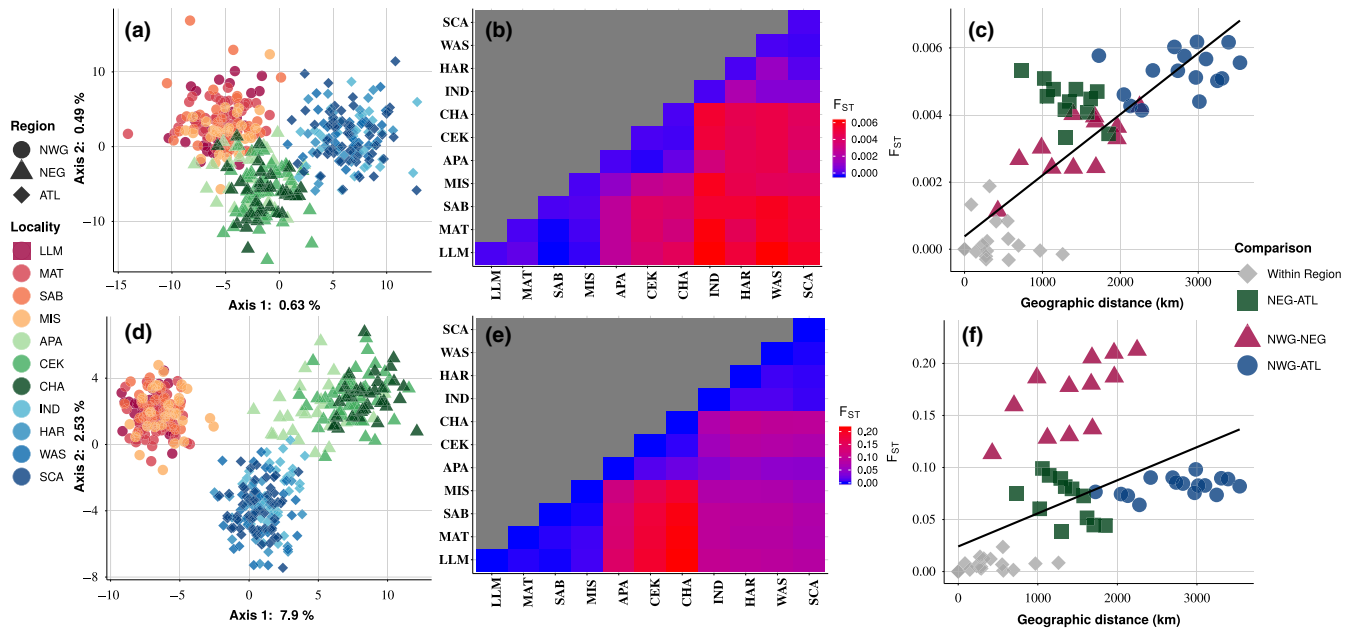 Region
NWG
NEG
ATL
Locality
LLM
MAT
SAB
MIS
APA
CEK
CHA
IND
HAR
WAS
SCA
(a)
Axis 2: 0.49 %
10
0
−10
−15
−10
−5
0
5
10
Axis 1: 0.63 %
(b)
SCA
WAS
HAR
IND
CHA
CEK
APA
MIS
SAB
MAT
LLM
LLM
MAT
SAB
MIS
APA
CEK
CHA
IND
HAR
WAS
SCA
FST
0.006
0.004
0.002
0.000
(c)
FST
0.006
0.004
0.002
0.000
0
1000
2000
3000
Geographic distance (km)
Comparison
Within Region
NEG-ATL
NWG-NEG
NWG-ATL
(d)
Axis 2: 2.53 %
4
0
−4
−8
−10
−5
0
5
10
Axis 1: 7.9 %
(e)
SCA
WAS
HAR
IND
CHA
CEK
APA
MIS
SAB
MAT
LLM
LLM
MAT
SAB
MIS
APA
CEK
CHA
IND
HAR
WAS
SCA
FST
0.20
0.15
0.10
0.05
0.00
(f)
FST
0.20
0.15
0.10
0.05
0.00
0
1000
2000
3000
Geographic distance (km)